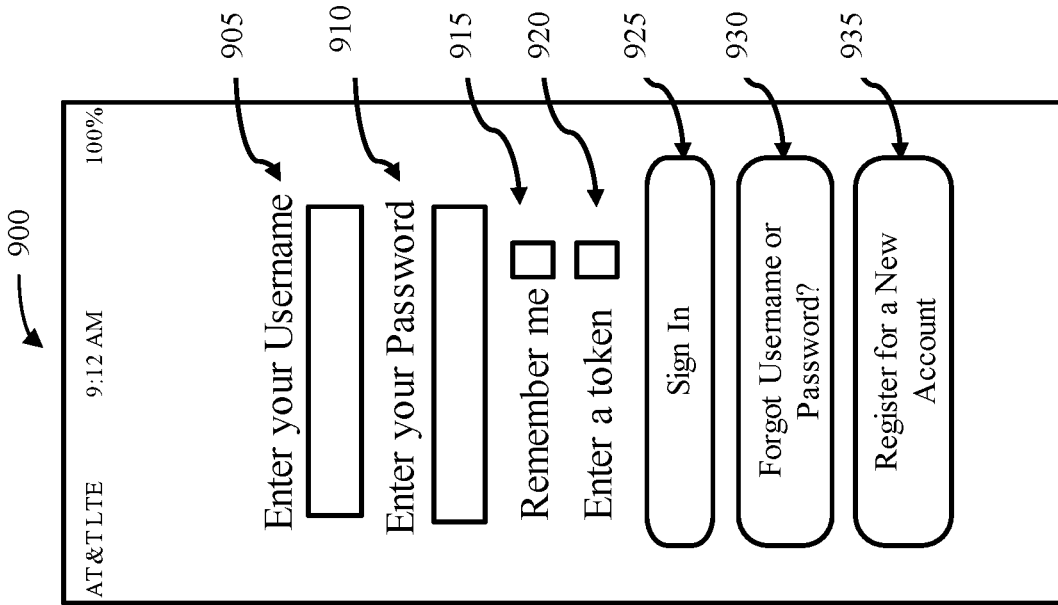 900
AT&T LTE 9:12 AM 100%
Enter your Username
905
Enter your Password
910
Remember me
915
Enter a token
920
Sign In
925
Forgot Username or
Password?
930
Register for a New
Account
935